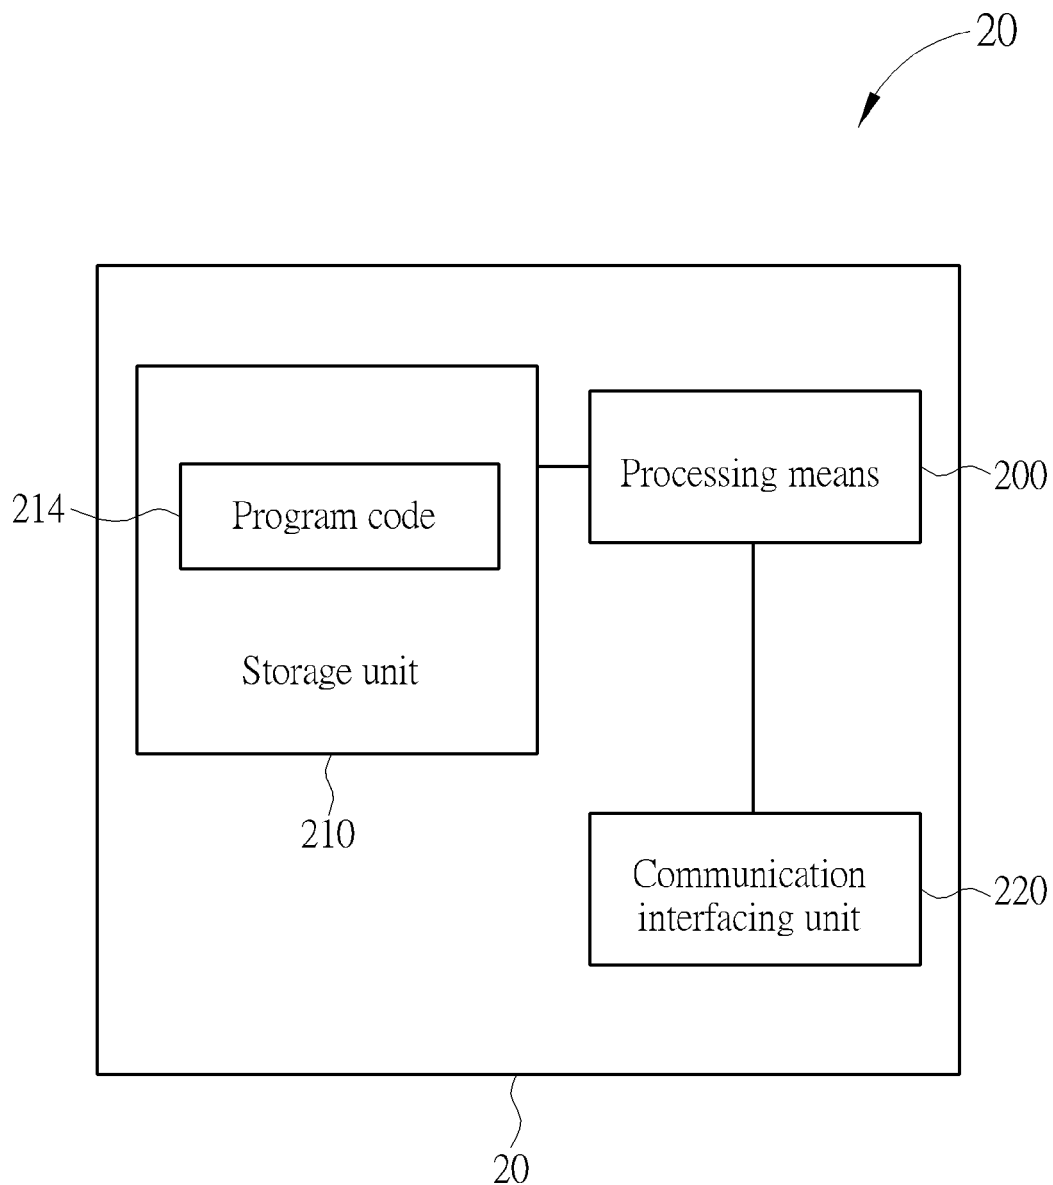 20
Processing means
200
214
Program code
Storage unit
210
Communication
interfacing unit
220
20